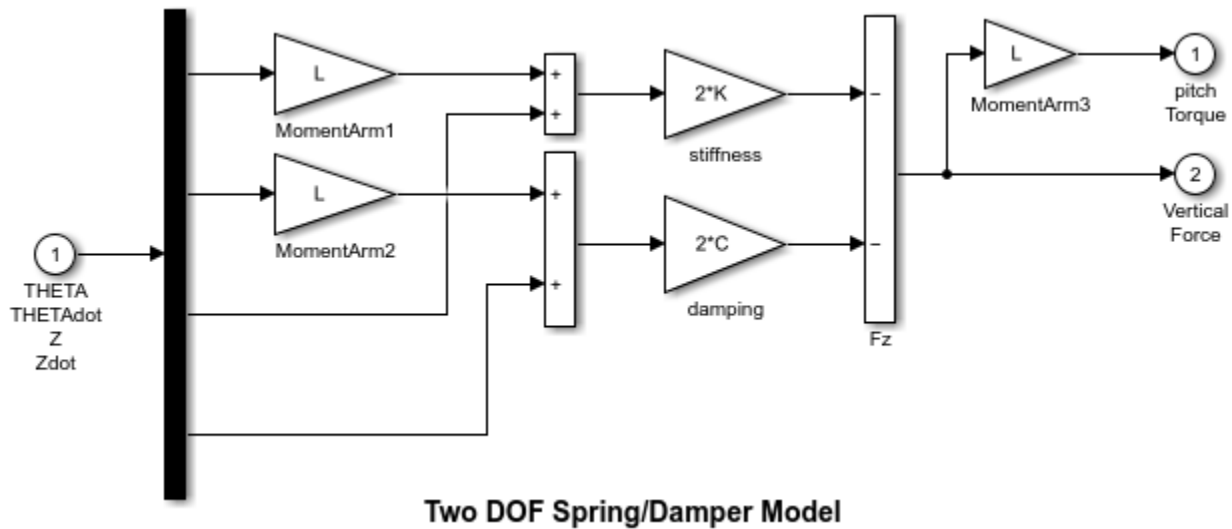 L
MomentArm1
L
MomentArm2
1
THETA
THETAdot
Z
Zdot
+
+
+
+
2*K
stiffness
2*C
damping
−
−
Fz
L
MomentArm3
1
pitch
Torque
2
Vertical
Force
Two DOF Spring/Damper Model